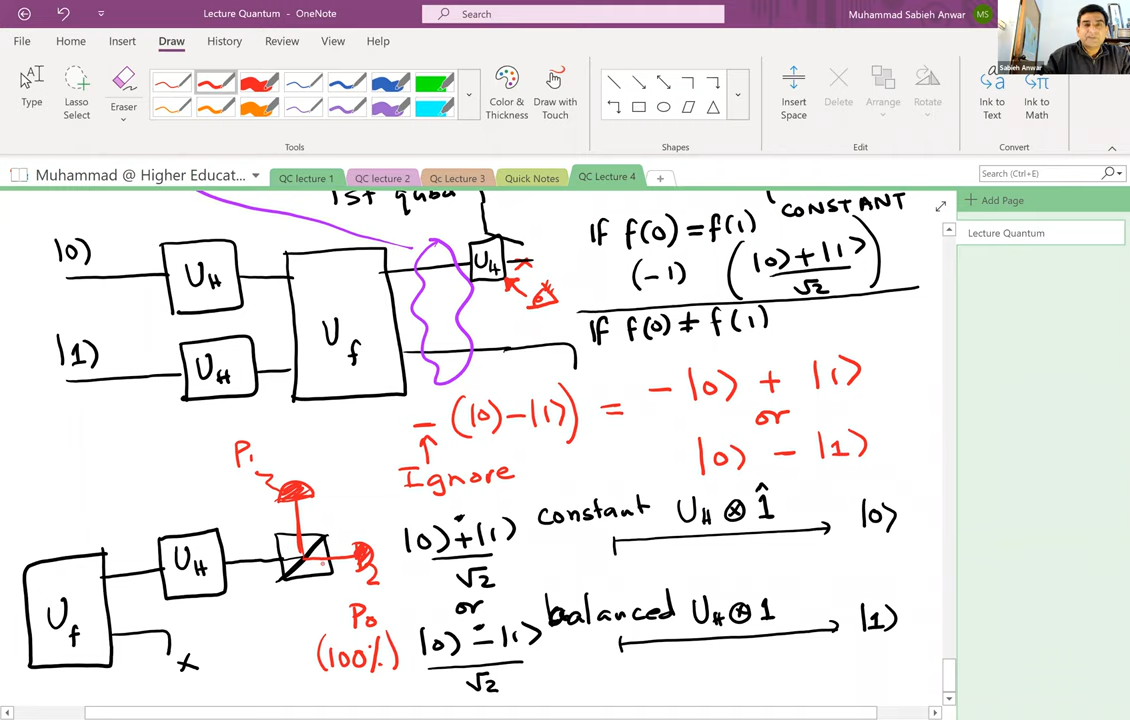 Lecture Quantum - OneNote
Search
Muhammad Sabieh Anwar
MS
File Home Insert Draw History Review View Help
Sabieh Anwar
Type
Lasso Select
Eraser
Color & Thickness
Draw with Touch
Insert Space
Delete
Arrange
Rotate
Ink to Text
Ink to Math
Tools
Shapes
Edit
Convert
Muhammad @ Higher Educat...
QC lecture 1
QC lecture 2
Qc Lecture 3
Quick Notes
QC Lecture 4
Search (Ctrl+E)
Add Page
Lecture Quantum
1st
CONSTANT
IF f(0) = f(1)
(-1) (|0⟩+|1⟩/√2)
IF f(0) ≠ f(1)
|0⟩
U_H
U_H
|1⟩
U_H
U_f
- (|0⟩-|1⟩) = -|0⟩ + |1⟩
or
|0⟩ - |1⟩
Ignore
P₁
U_f
U_H
P₀
(100%)
|0⟩+|1⟩/√2 constant U_H ⊗ 1̂ |0⟩
or
|0⟩-|1⟩/√2 balanced U_H ⊗ 1 |1⟩